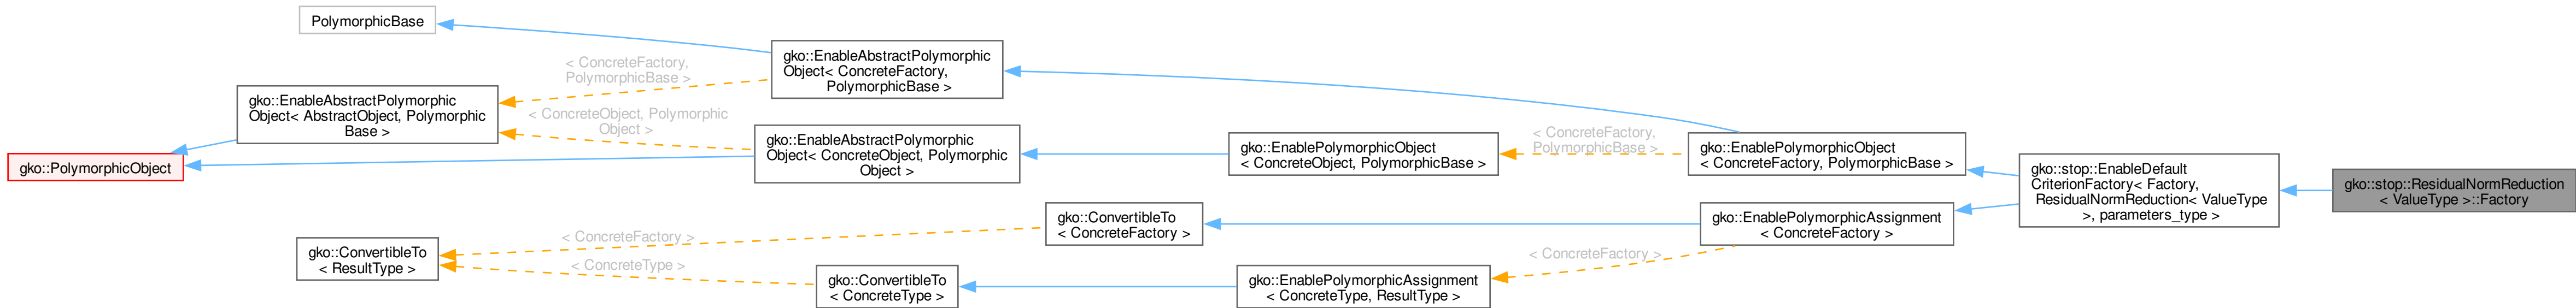 PolymorphicBase
gko::EnableAbstractPolymorphic
Object< ConcreteFactory,
PolymorphicBase >
< ConcreteFactory,
PolymorphicBase >
gko::EnableAbstractPolymorphic
Object< AbstractObject, Polymorphic
Base >
< ConcreteObject, Polymorphic
Object >
gko::PolymorphicObject
gko::EnableAbstractPolymorphic
Object< ConcreteObject, Polymorphic
Object >
gko::EnablePolymorphicObject
< ConcreteObject, PolymorphicBase >
< ConcreteFactory,
PolymorphicBase >
gko::EnablePolymorphicObject
< ConcreteFactory, PolymorphicBase >
gko::stop::EnableDefault
CriterionFactory< Factory,
ResidualNormReduction< ValueType
>, parameters_type >
gko::stop::ResidualNormReduction
< ValueType >::Factory
gko::ConvertibleTo
< ConcreteFactory >
gko::EnablePolymorphicAssignment
< ConcreteFactory >
< ConcreteFactory >
gko::ConvertibleTo
< ResultType >
< ConcreteType >
gko::ConvertibleTo
< ConcreteType >
gko::EnablePolymorphicAssignment
< ConcreteType, ResultType >
< ConcreteFactory >